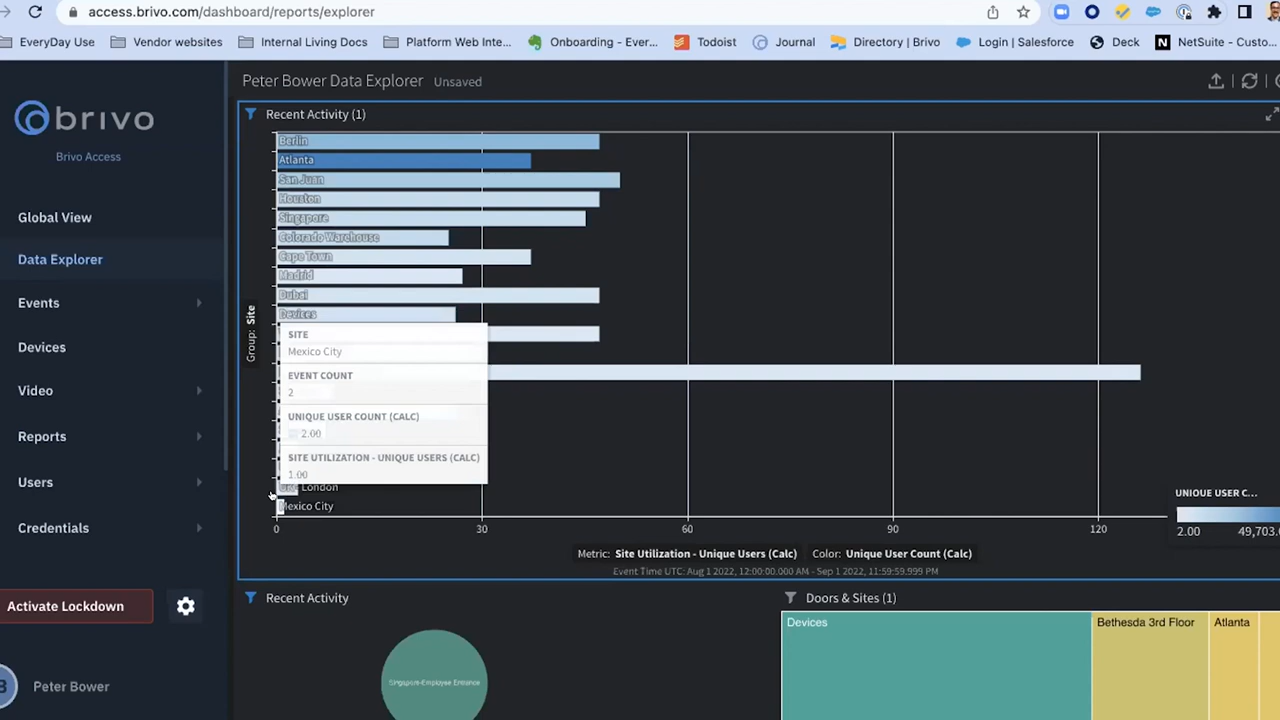 access.brivo.com/dashboard/reports/explorer
EveryDay Use
Vendor websites
Internal Living Docs
Platform Web Inte...
Onboarding - Ever...
Todoist
Journal
Directory | Brivo
Login | Salesforce
Deck
NetSuite - Custo...
brivo
Brivo Access
Global View
Data Explorer
Events
Devices
Video
Reports
Users
Credentials
Activate Lockdown
Peter Bower
Peter Bower Data Explorer Unsaved
Recent Activity (1)
Group: Site
Berlin
Atlanta
San Juan
Houston
Singapore
Colorado Warehouse
Cape Town
Madrid
Dubai
Devices
SITE
Mexico City
EVENT COUNT
2
UNIQUE USER COUNT (CALC)
2.00
SITE UTILIZATION - UNIQUE USERS (CALC)
1.00
London
Mexico City
0 30 60 90 120
UNIQUE USER C...
2.00 49,703.
Metric: Site Utilization - Unique Users (Calc) Color: Unique User Count (Calc)
Event Time UTC: Aug 1 2022, 12:00:00.000 AM - Sep 1 2022, 11:59:59.999 PM
Recent Activity
Singapore-Employee Entrance
Doors & Sites (1)
Devices
Bethesda 3rd Floor
Atlanta